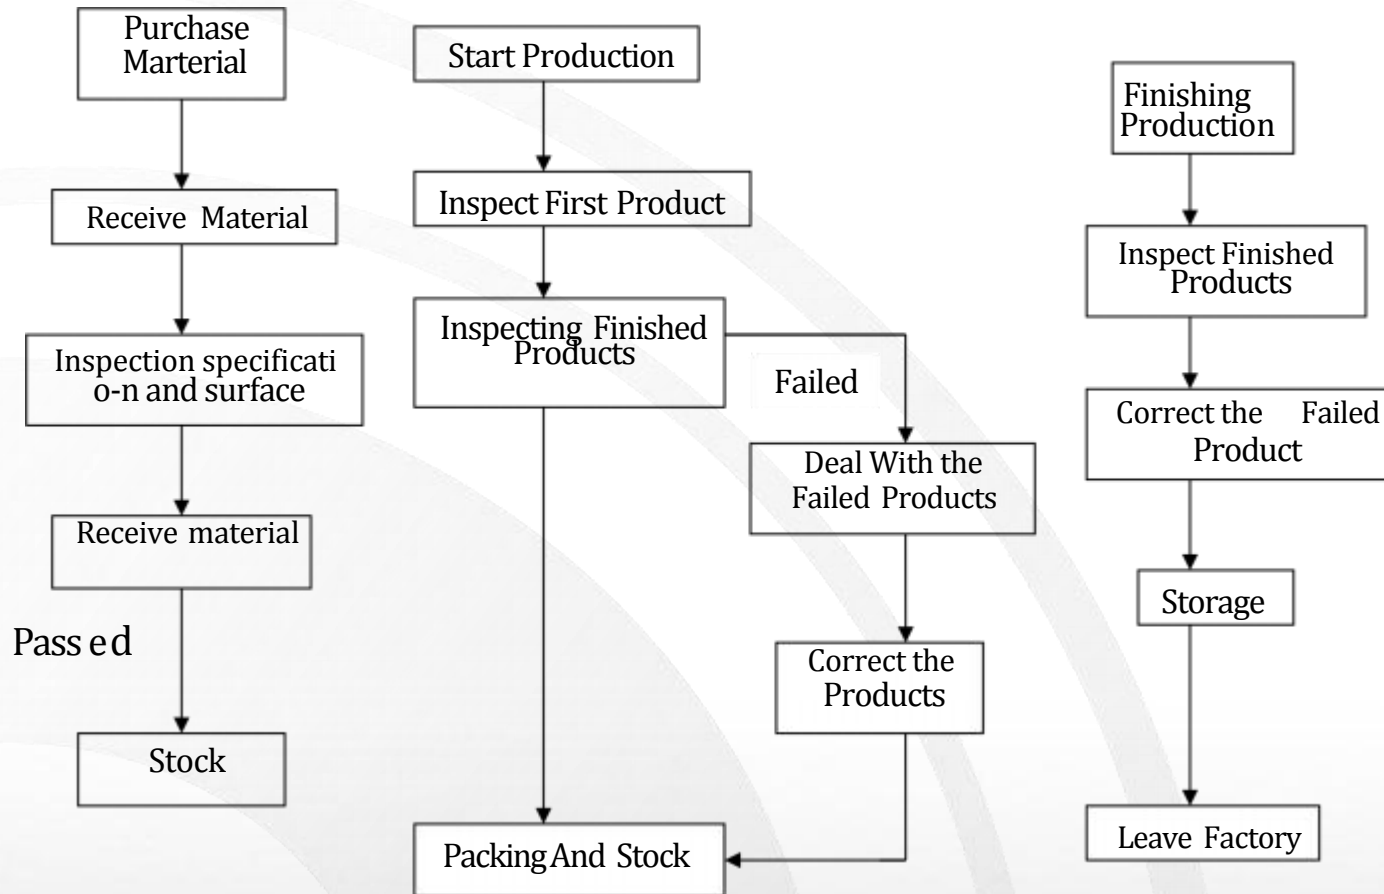 Purchase
Marterial
Receive Material
Inspection specificati
o-n and surface
Receive material
Pass ed
Stock
Start Production
Inspect First Product
Inspecting Finished
Products
Failed
Deal With the
Failed Products
Correct the
Products
Packing And Stock
Finishing
Production
Inspect Finished
Products
Correct the Failed
Product
Storage
Leave Factory